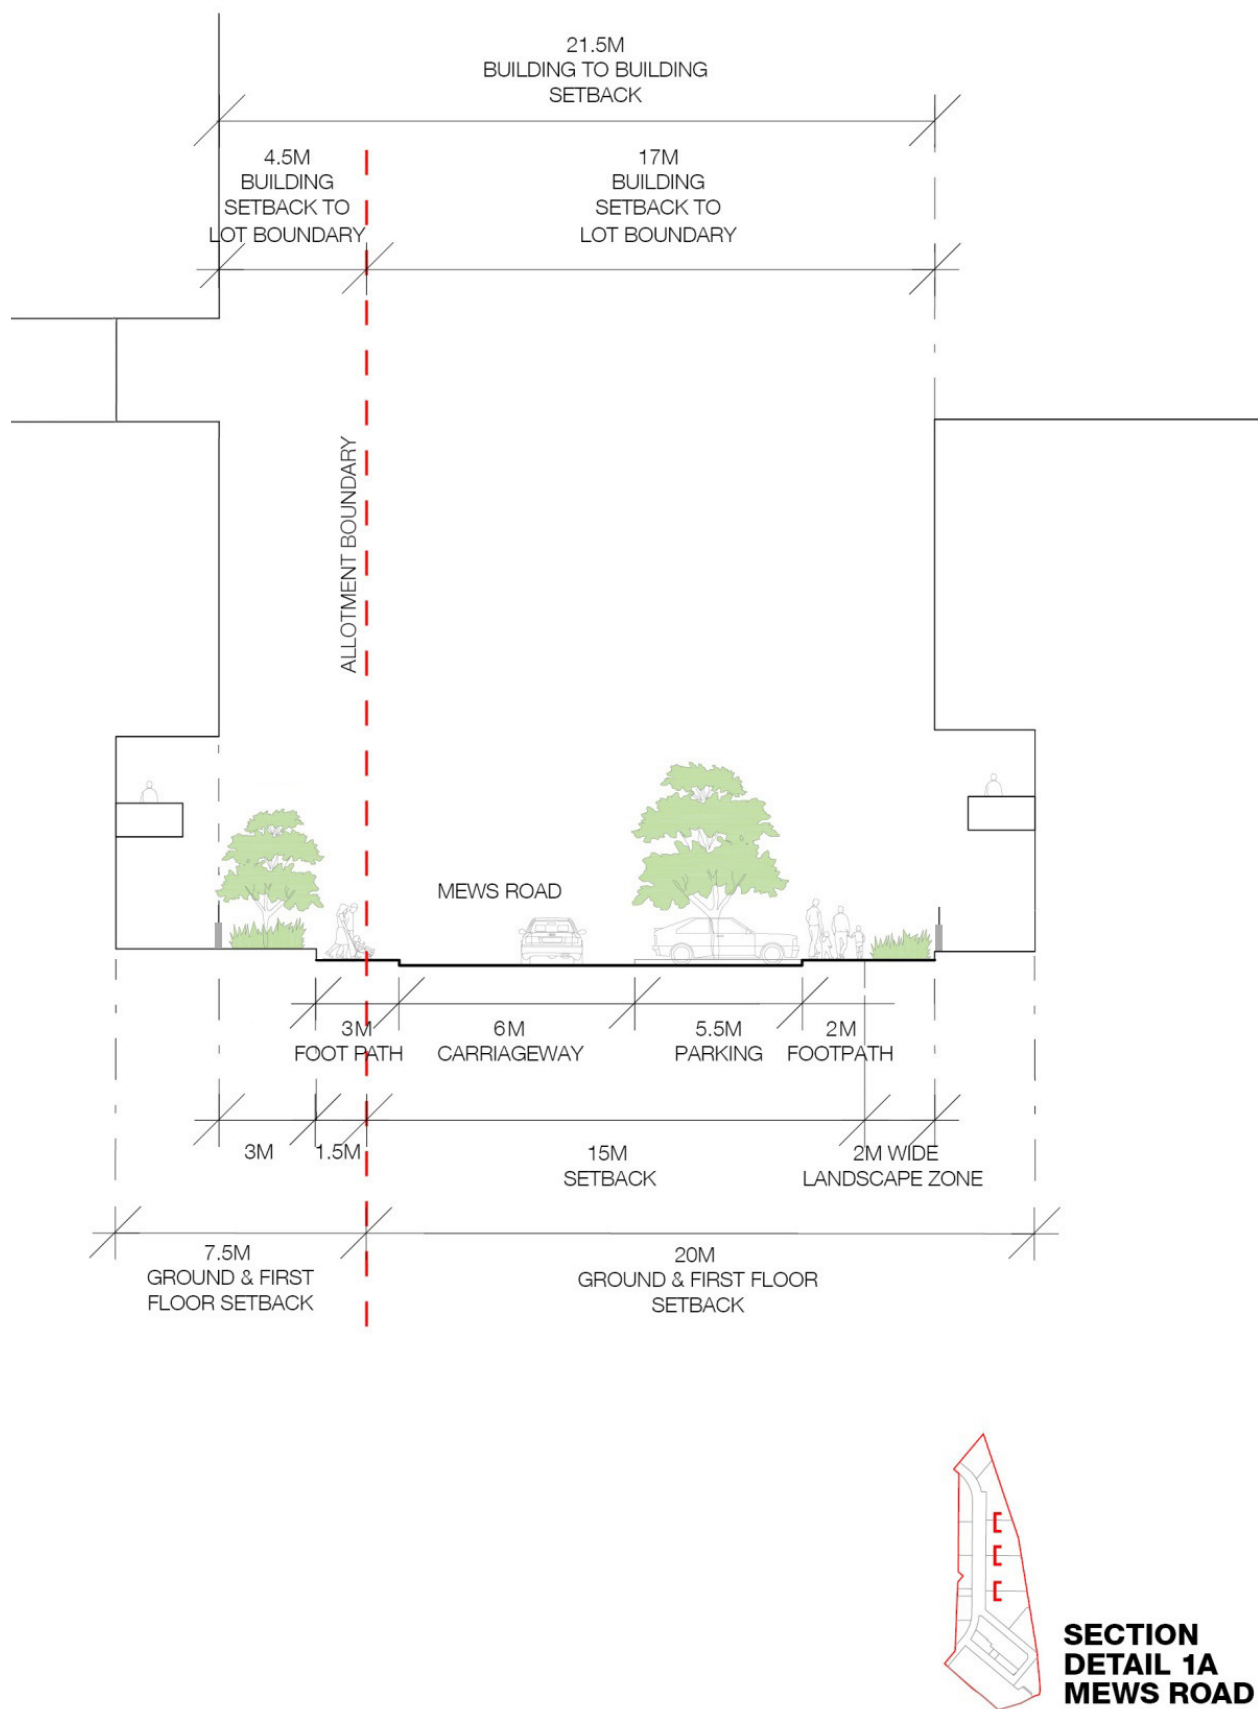 21.5M
BUILDING TO BUILDING
SETBACK
4.5M
BUILDING
SETBACK TO
LOT BOUNDARY
17M
BUILDING
SETBACK TO
LOT BOUNDARY
ALLOTMENT BOUNDARY
MEWS ROAD
3M
FOOT PATH
6M
CARRIAGEWAY
5.5M
PARKING
2M
FOOTPATH
3M
1.5M
15M
SETBACK
2M WIDE
LANDSCAPE ZONE
7.5M
GROUND & FIRST
FLOOR SETBACK
20M
GROUND & FIRST FLOOR
SETBACK
SECTION
DETAIL 1A
MEWS ROAD